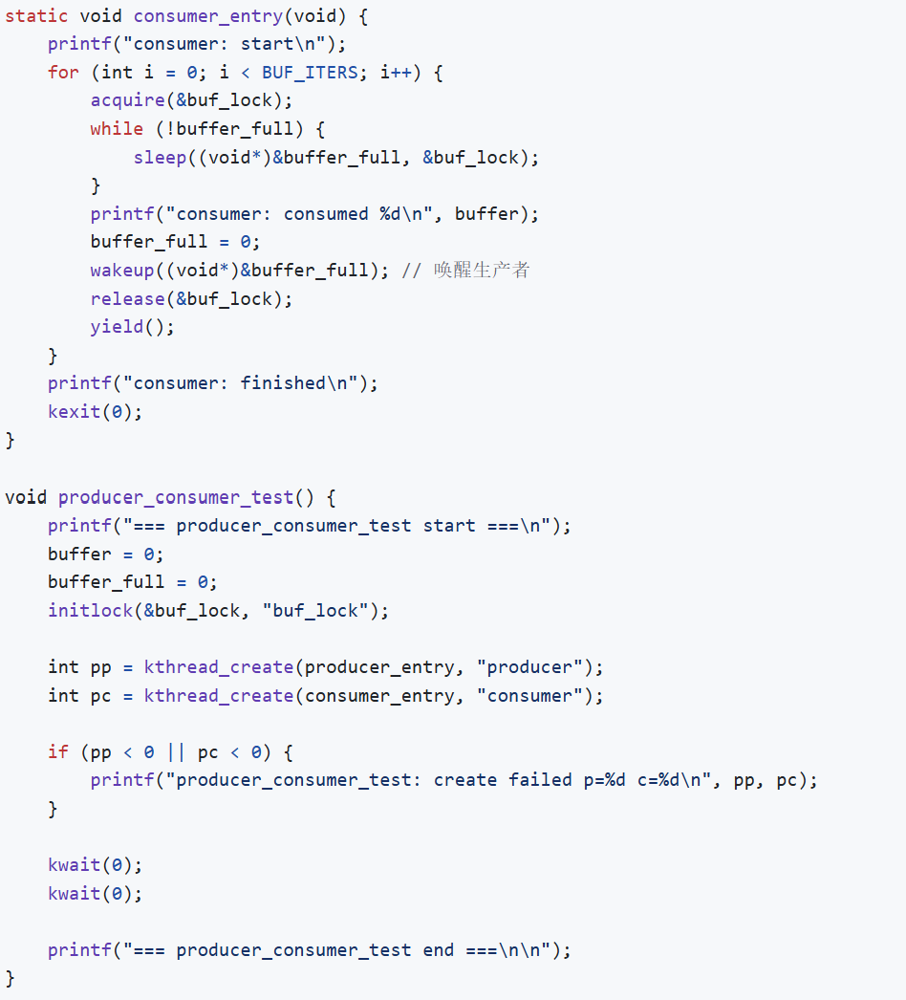 static void consumer_entry(void) {
    printf("consumer: start\n");
    for (int i = 0; i < BUF_ITERS; i++) {
        acquire(&buf_lock);
        while (!buffer_full) {
            sleep((void*)&buffer_full, &buf_lock);
        }
        printf("consumer: consumed %d\n", buffer);
        buffer_full = 0;
        wakeup((void*)&buffer_full); // 唤醒生产者
        release(&buf_lock);
        yield();
    }
    printf("consumer: finished\n");
    kexit(0);
}

void producer_consumer_test() {
    printf("=== producer_consumer_test start ===\n");
    buffer = 0;
    buffer_full = 0;
    initlock(&buf_lock, "buf_lock");

    int pp = kthread_create(producer_entry, "producer");
    int pc = kthread_create(consumer_entry, "consumer");

    if (pp < 0 || pc < 0) {
        printf("producer_consumer_test: create failed p=%d c=%d\n", pp, pc);
    }

    kwait(0);
    kwait(0);

    printf("=== producer_consumer_test end ===\n\n");
}